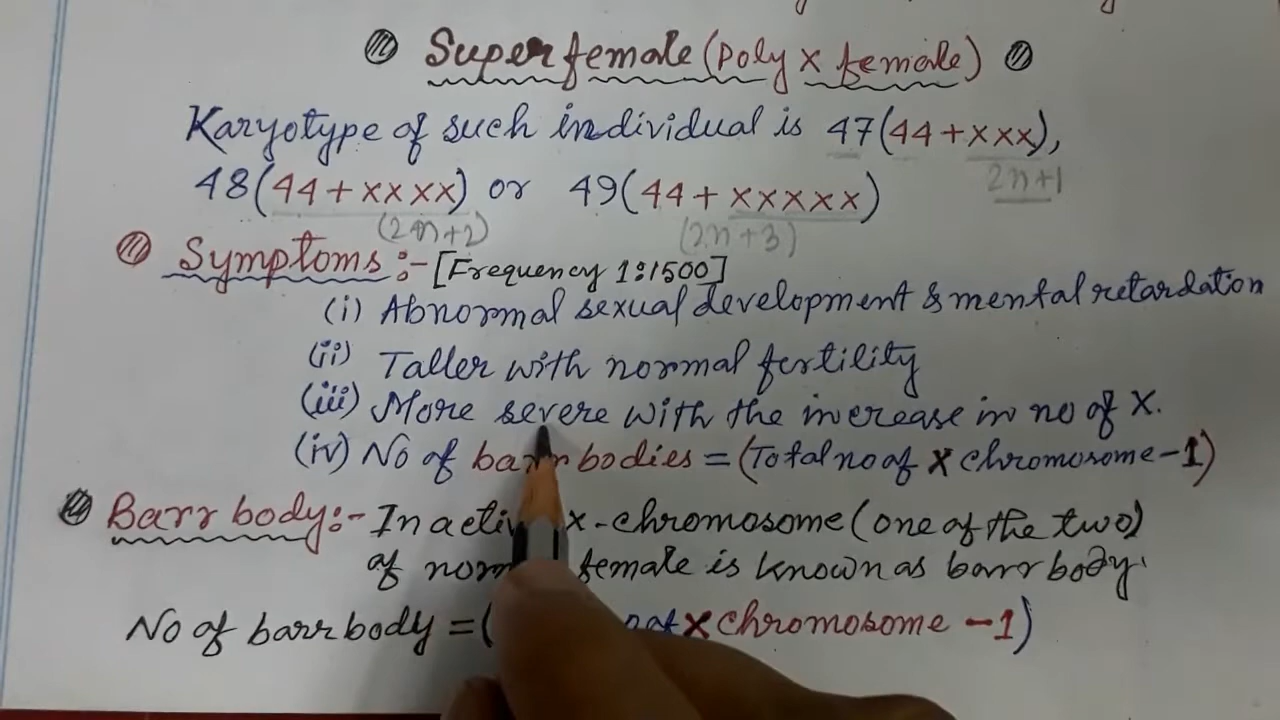 Superfemale (Poly x female)
Karyotype of such individual is 47(44+xxx),
2n+1
48(44+xxxx) or 49(44+xxxxx)
(2n+2) (2n+3)
Symptoms:- [Frequency 1:1500]
(i) Abnormal sexual development & mental retardation
(ii) Taller with normal fertility
(iii) More severe with the increase in no of X.
(iv) No of barr bodies = (Total no of X chromosome-1)
Barr body:- Inactiv x-chromosome (one of the two)
of nor female is known as barr body.
No of barr body = ( X chromosome -1)